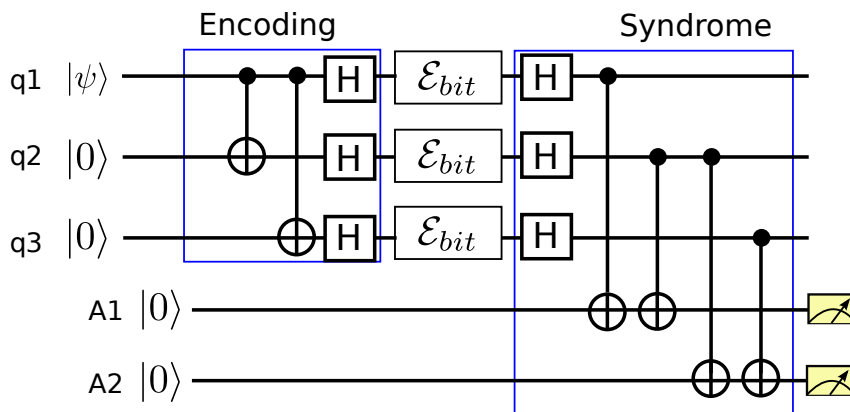 Encoding Syndrome
q1 |ψ⟩ H ℰ_bit H
q2 |0⟩ H ℰ_bit H
q3 |0⟩ H ℰ_bit H
A1 |0⟩
A2 |0⟩